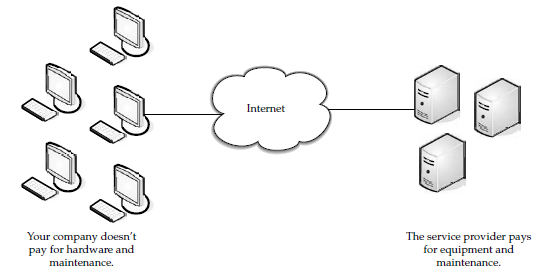 Internet
Your company doesn't
pay for hardware and
maintenance.
The service provider pays
for equipment and
maintenance.